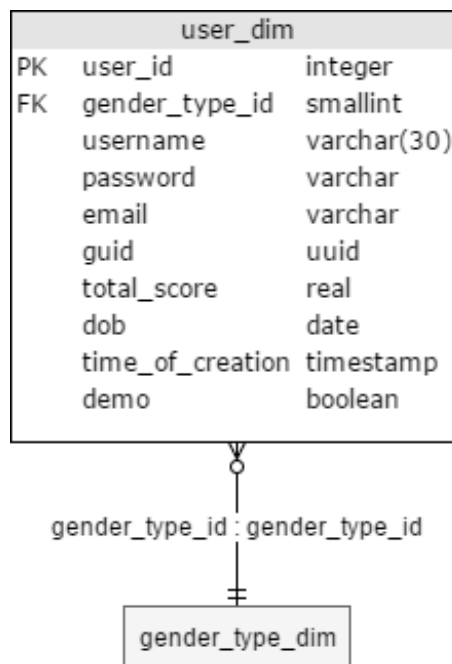 user_dim
PK user_id integer
FK gender_type_id smallint
username varchar(30)
password varchar
email varchar
guid uuid
total_score real
dob date
time_of_creation timestamp
demo boolean
gender_type_id : gender_type_id
gender_type_dim